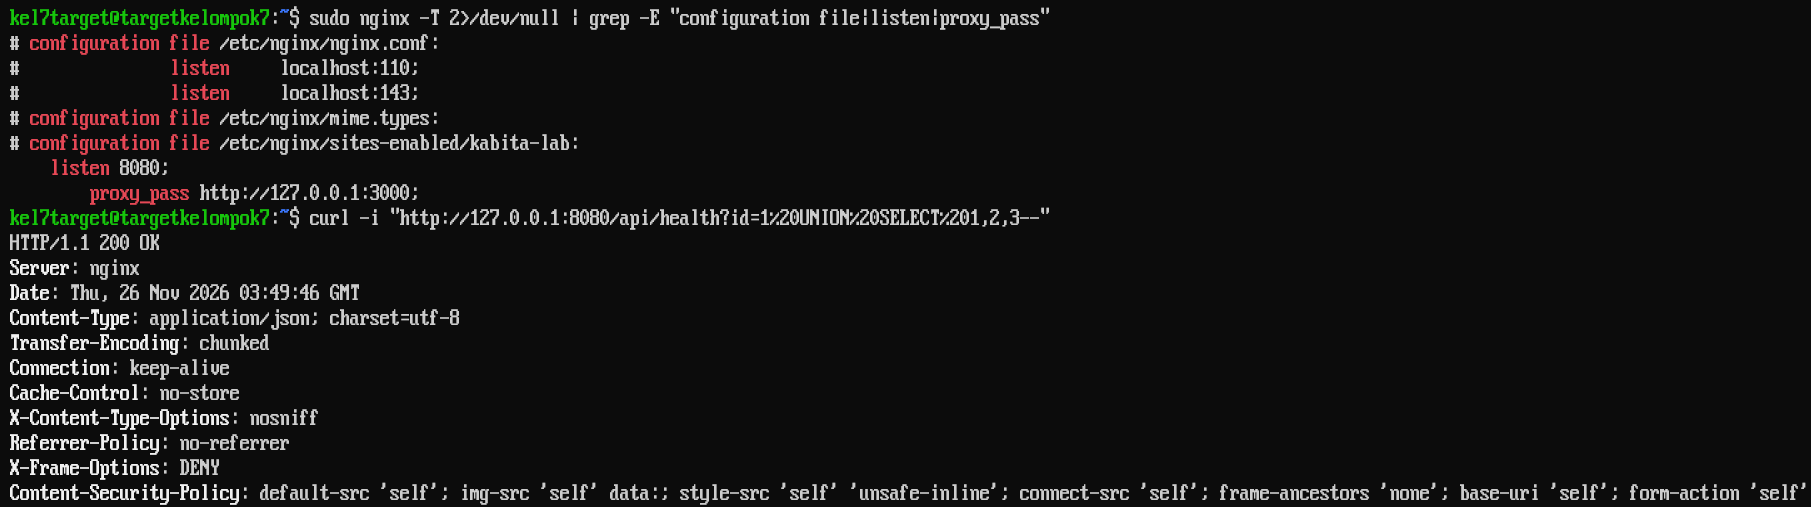 kel7target@targetkelompok7:~$ sudo nginx -T 2>/dev/null | grep -E "configuration file|listen|proxy_pass"
# configuration file /etc/nginx/nginx.conf:
#               listen     localhost:110;
#               listen     localhost:143;
# configuration file /etc/nginx/mime.types:
# configuration file /etc/nginx/sites-enabled/kabita-lab:
    listen 8080;
        proxy_pass http://127.0.0.1:3000;
kel7target@targetkelompok7:~$ curl -i "http://127.0.0.1:8080/api/health?id=1%20UNION%20SELECT%201,2,3--"
HTTP/1.1 200 OK
Server: nginx
Date: Thu, 26 Nov 2026 03:49:46 GMT
Content-Type: application/json; charset=utf-8
Transfer-Encoding: chunked
Connection: keep-alive
Cache-Control: no-store
X-Content-Type-Options: nosniff
Referrer-Policy: no-referrer
X-Frame-Options: DENY
Content-Security-Policy: default-src 'self'; img-src 'self' data:; style-src 'self' 'unsafe-inline'; connect-src 'self'; frame-ancestors 'none'; base-uri 'self'; form-action 'self'